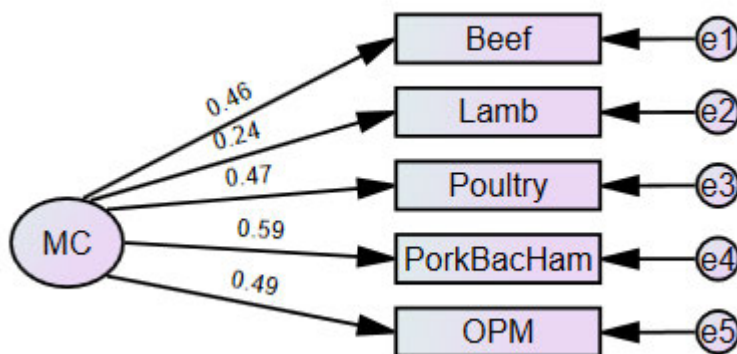 Beef
e1
0.46
Lamb
e2
0.24
Poultry
e3
0.47
MC
PorkBacHam
e4
0.59
OPM
e5
0.49